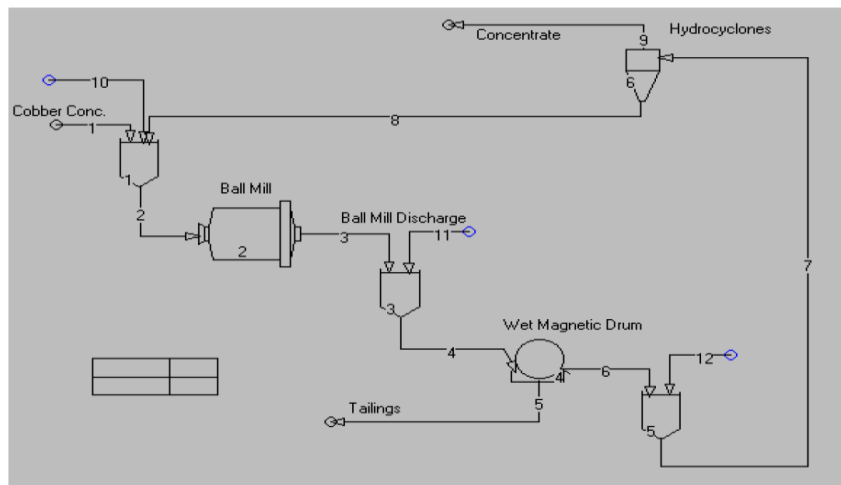 Concentrate
9
Hydrocyclones
10
6
Cobber Conc.
1
8
1
Ball Mill
2
Ball Mill Discharge
2
3
11
7
3
Wet Magnetic Drum
4
4
6
12
5
Tailings
5